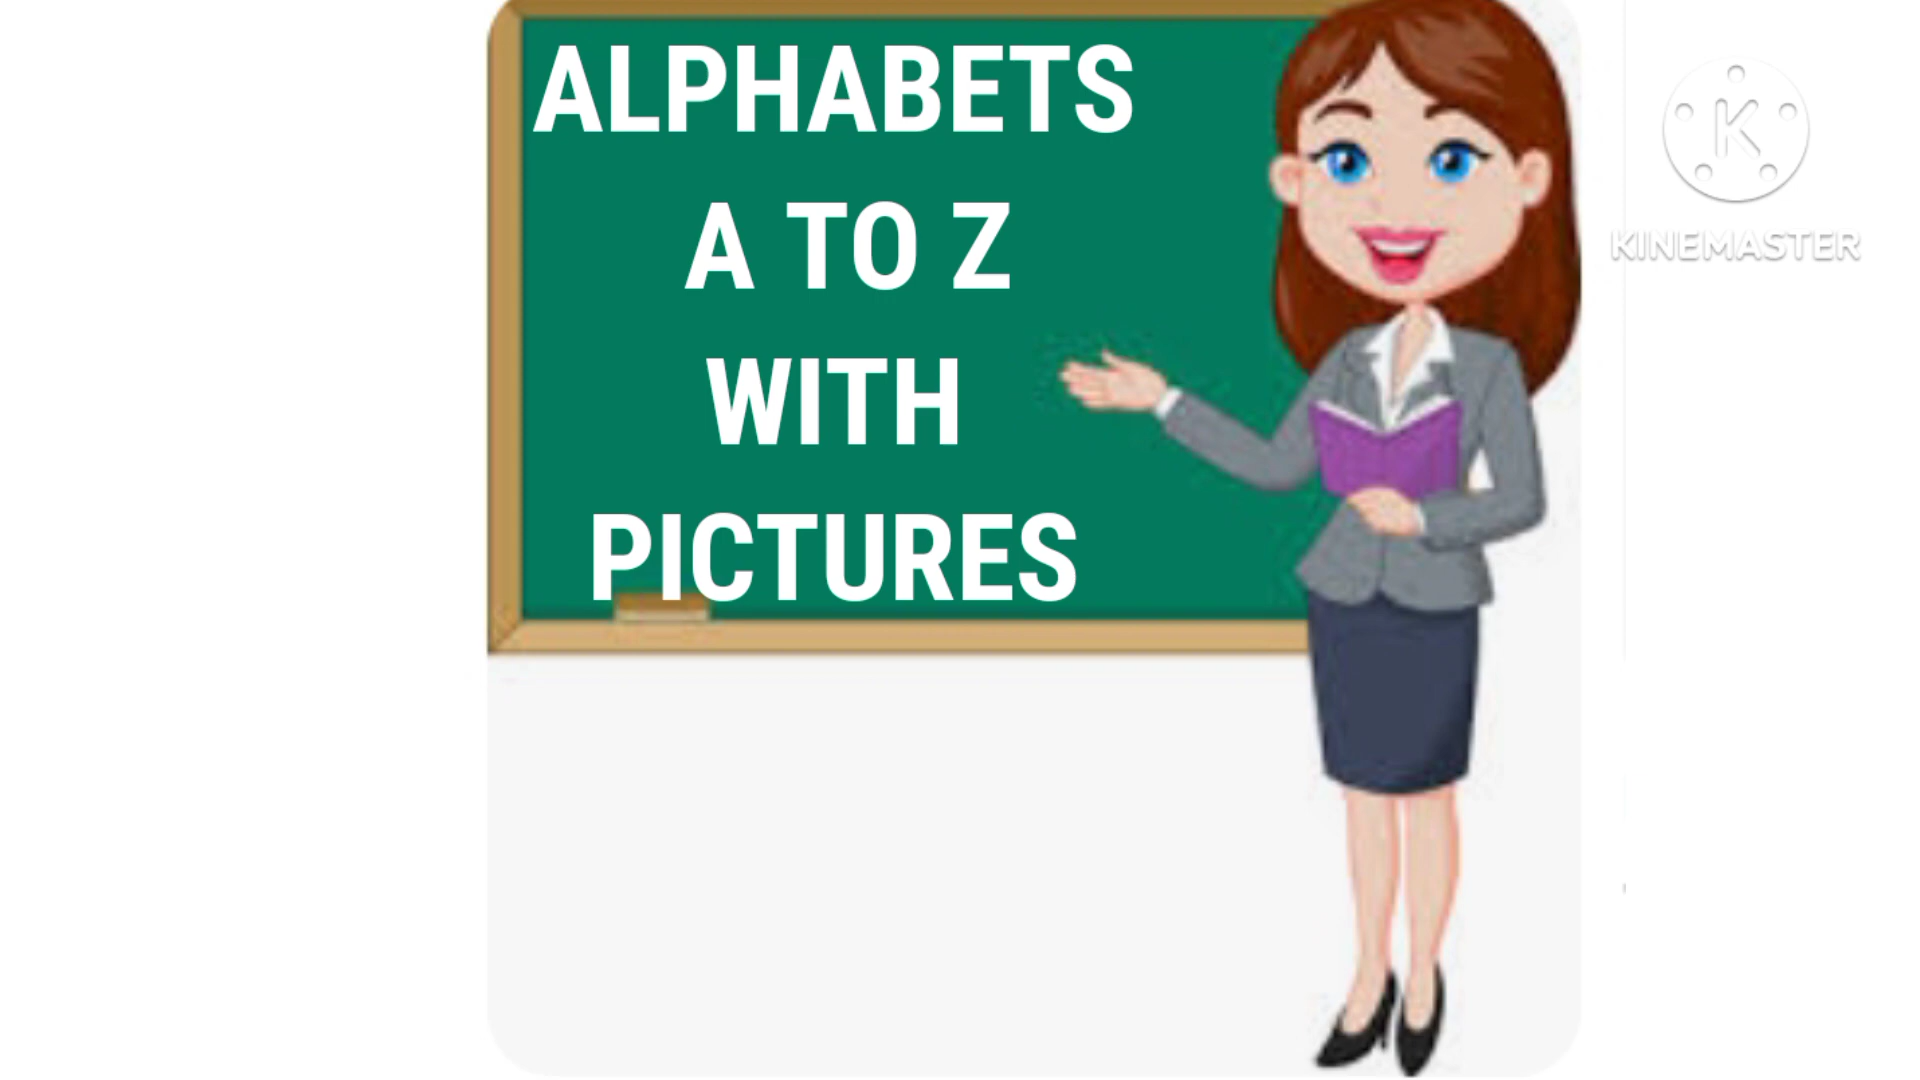 ALPHABETS
A TO Z
WITH
PICTURES
K
KINEMASTER